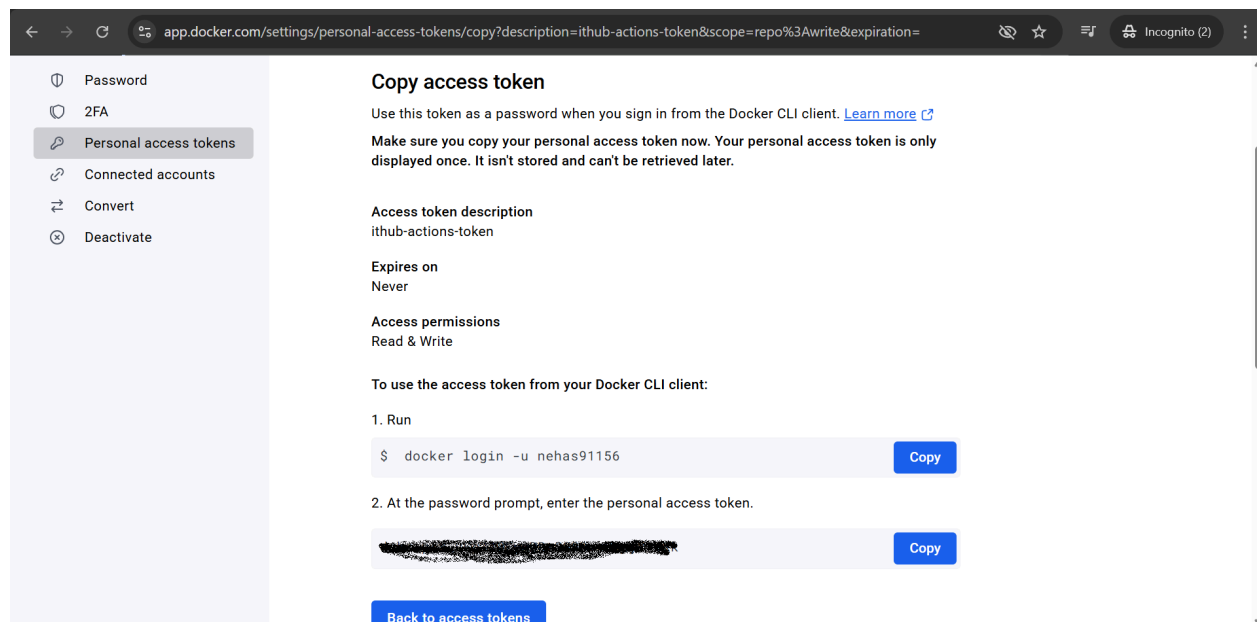 app.docker.com/settings/personal-access-tokens/copy?description=ithub-actions-token&scope=repo%3Awrite&expiration=
Incognito (2)
Password
2FA
Personal access tokens
Connected accounts
Convert
Deactivate
Copy access token
Use this token as a password when you sign in from the Docker CLI client. Learn more
Make sure you copy your personal access token now. Your personal access token is only
displayed once. It isn't stored and can't be retrieved later.
Access token description
ithub-actions-token
Expires on
Never
Access permissions
Read & Write
To use the access token from your Docker CLI client:
1. Run
$ docker login -u nehas91156
Copy
2. At the password prompt, enter the personal access token.
Copy
Back to access tokens